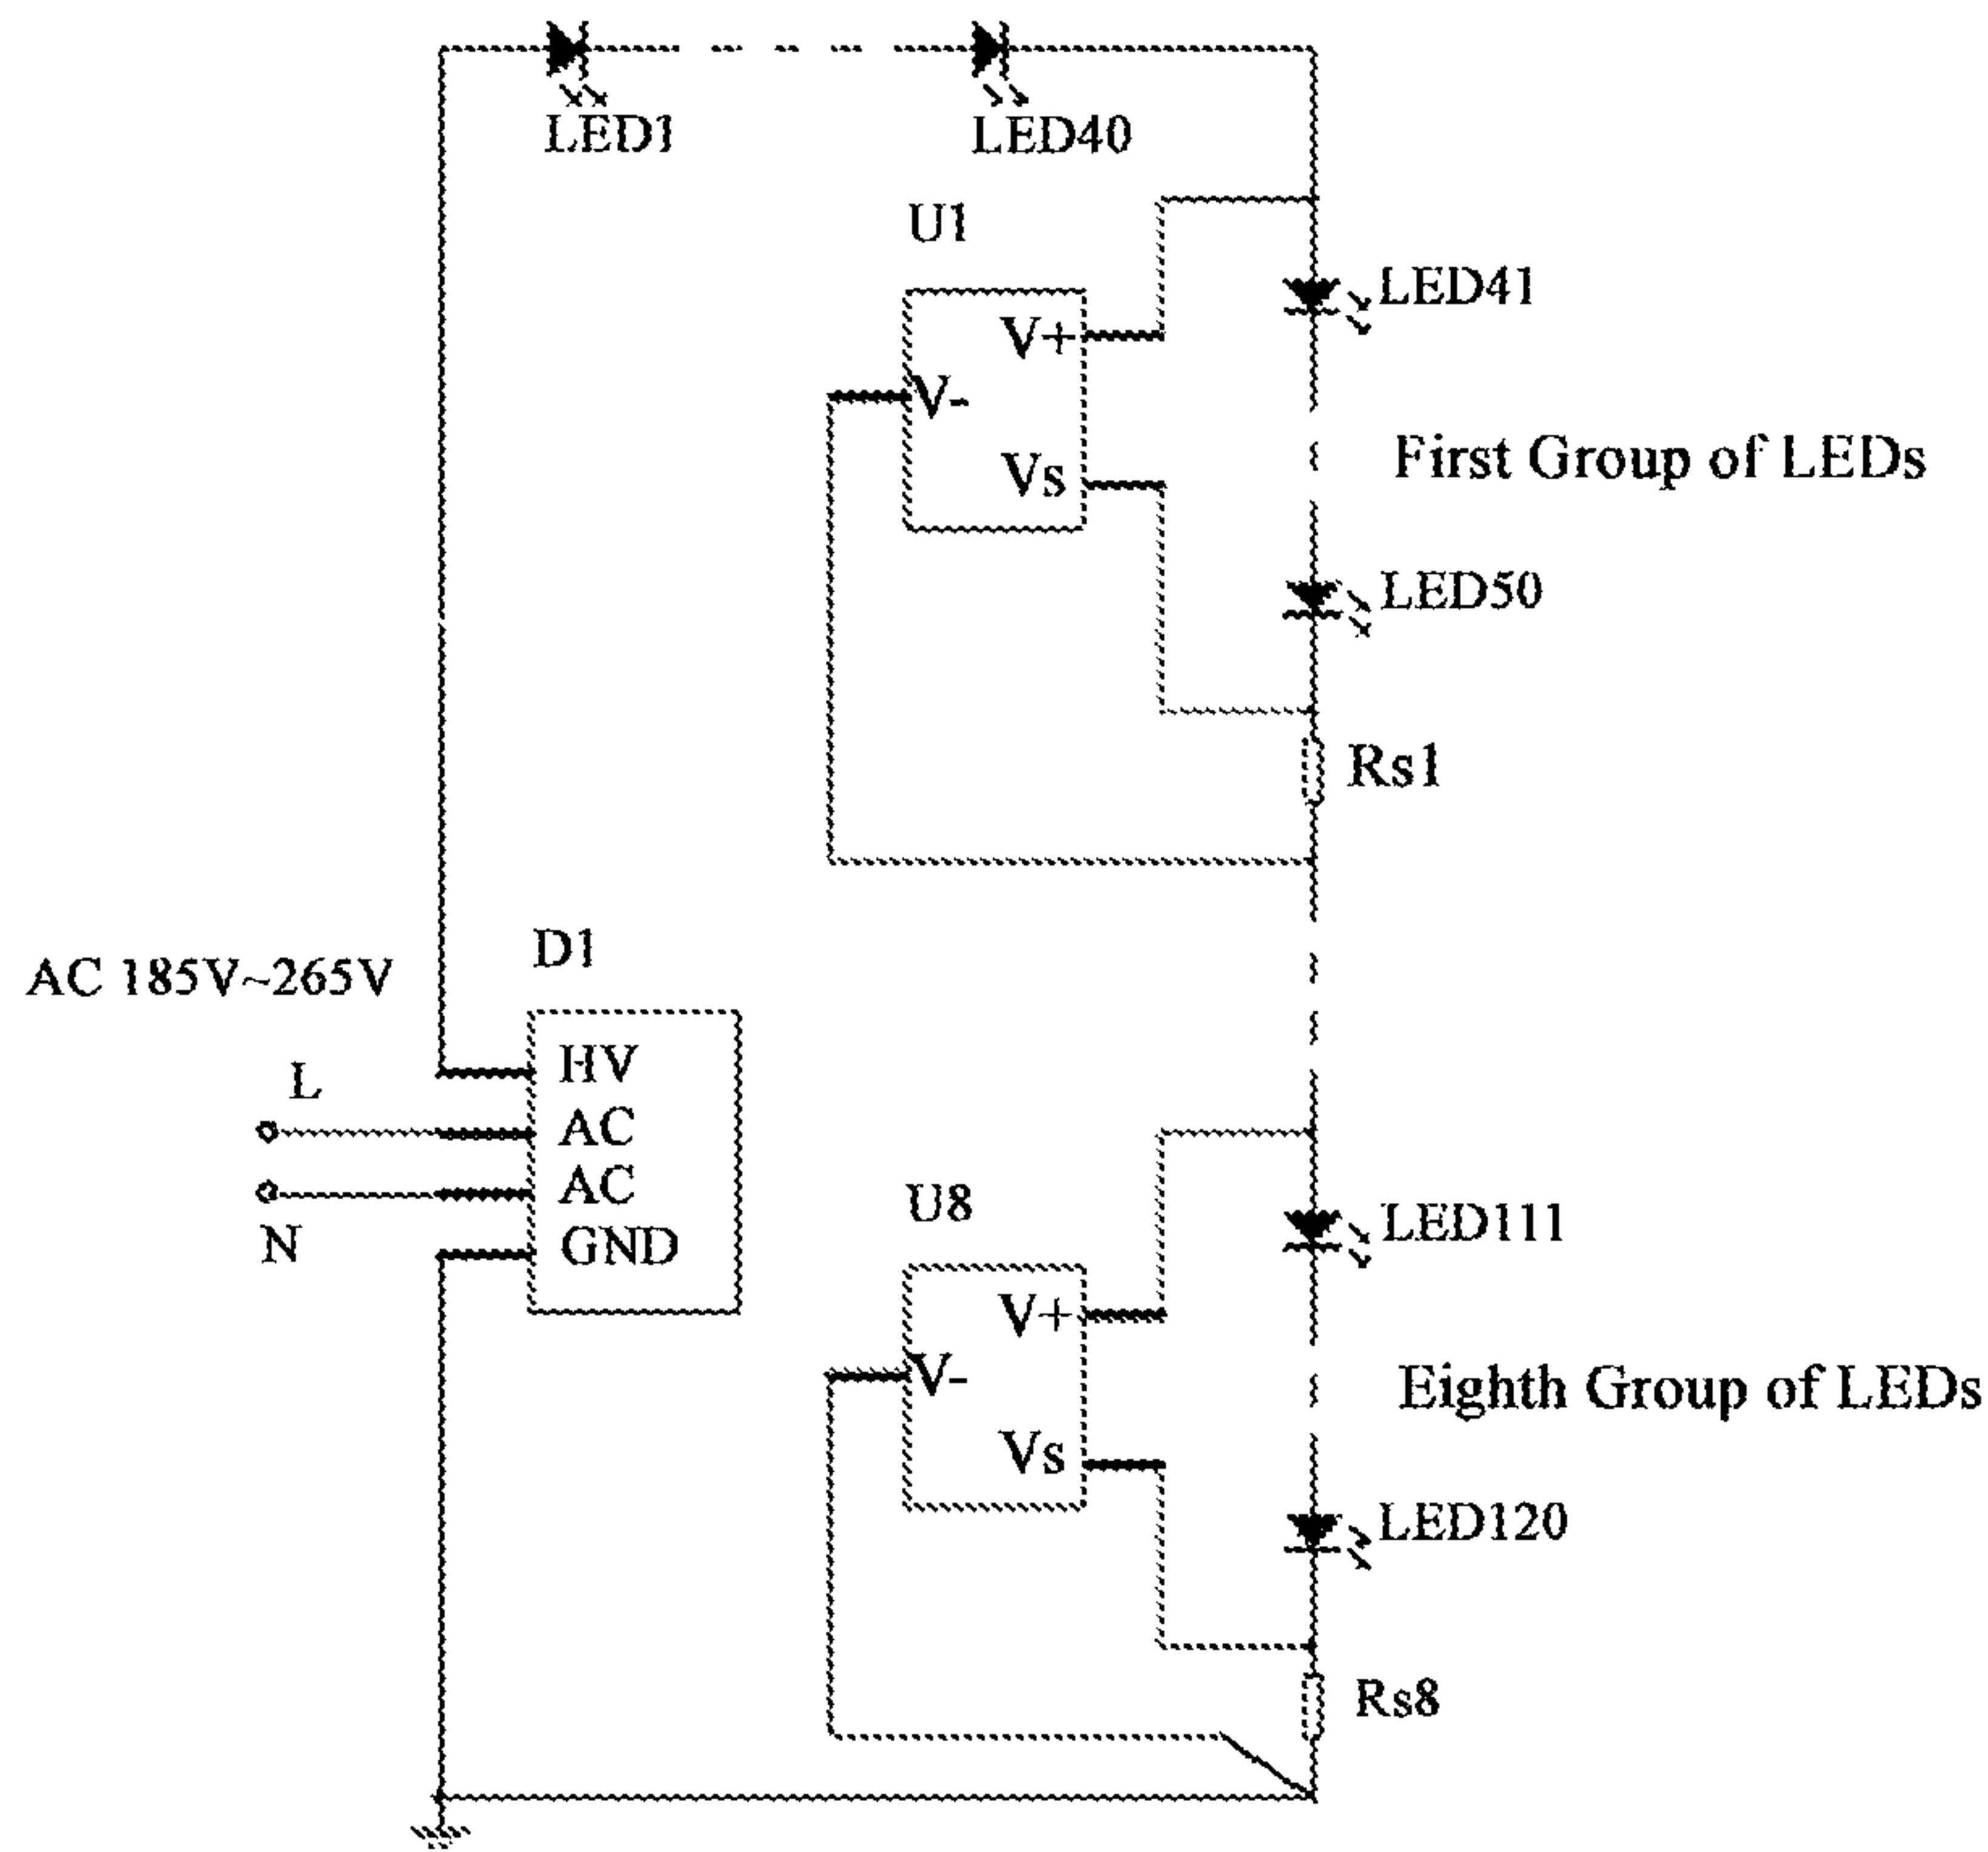 LED1
LED40
U1
V+
V-
Vs
LED41
First Group of LEDs
LED50
Rs1
D1
AC 185V~265V
HV
L
AC
AC
N
GND
U8
V+
V-
Vs
LED111
Eighth Group of LEDs
LED120
Rs8